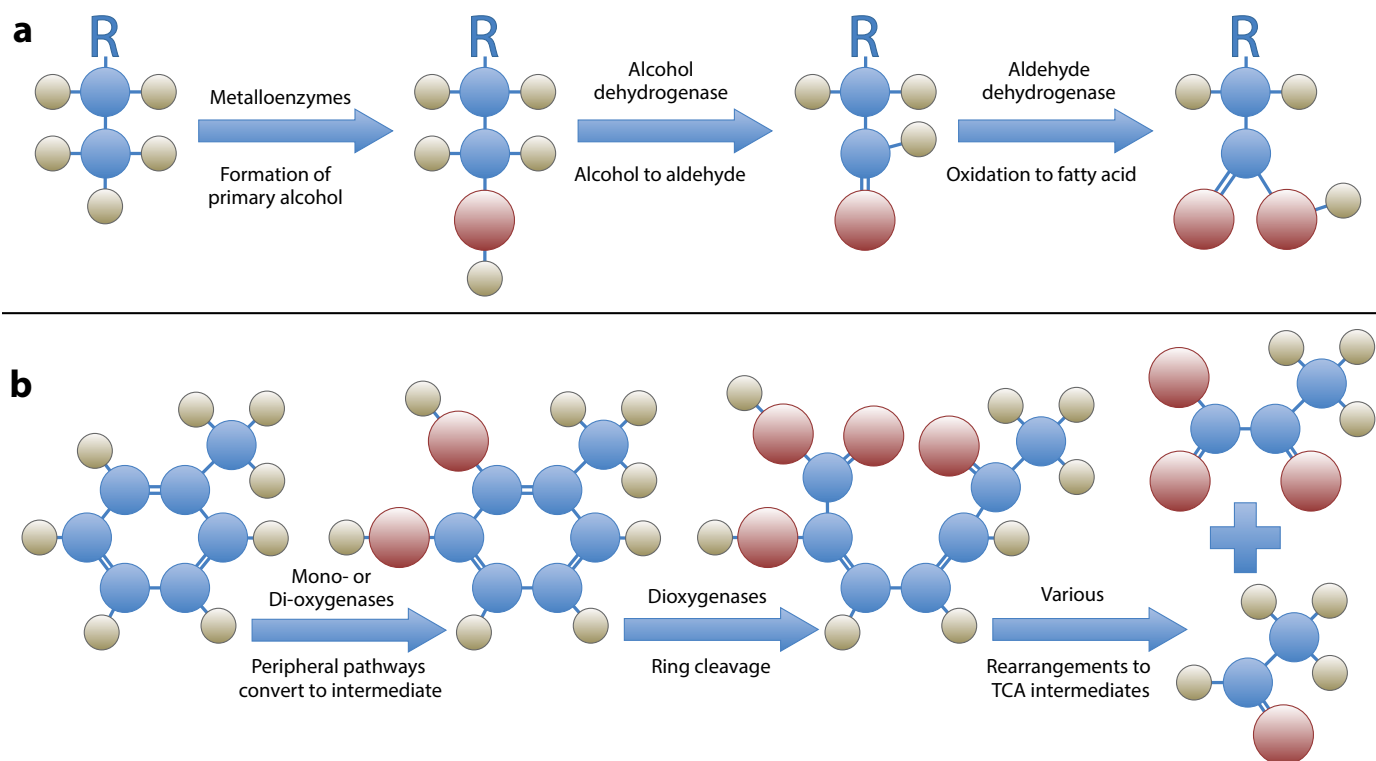 a
R
R
R
R
Metalloenzymes
Formation of
primary alcohol
Alcohol
dehydrogenase
Alcohol to aldehyde
Aldehyde
dehydrogenase
Oxidation to fatty acid
b
Mono- or
Di-oxygenases
Peripheral pathways
convert to intermediate
Dioxygenases
Ring cleavage
Various
Rearrangements to
TCA intermediates